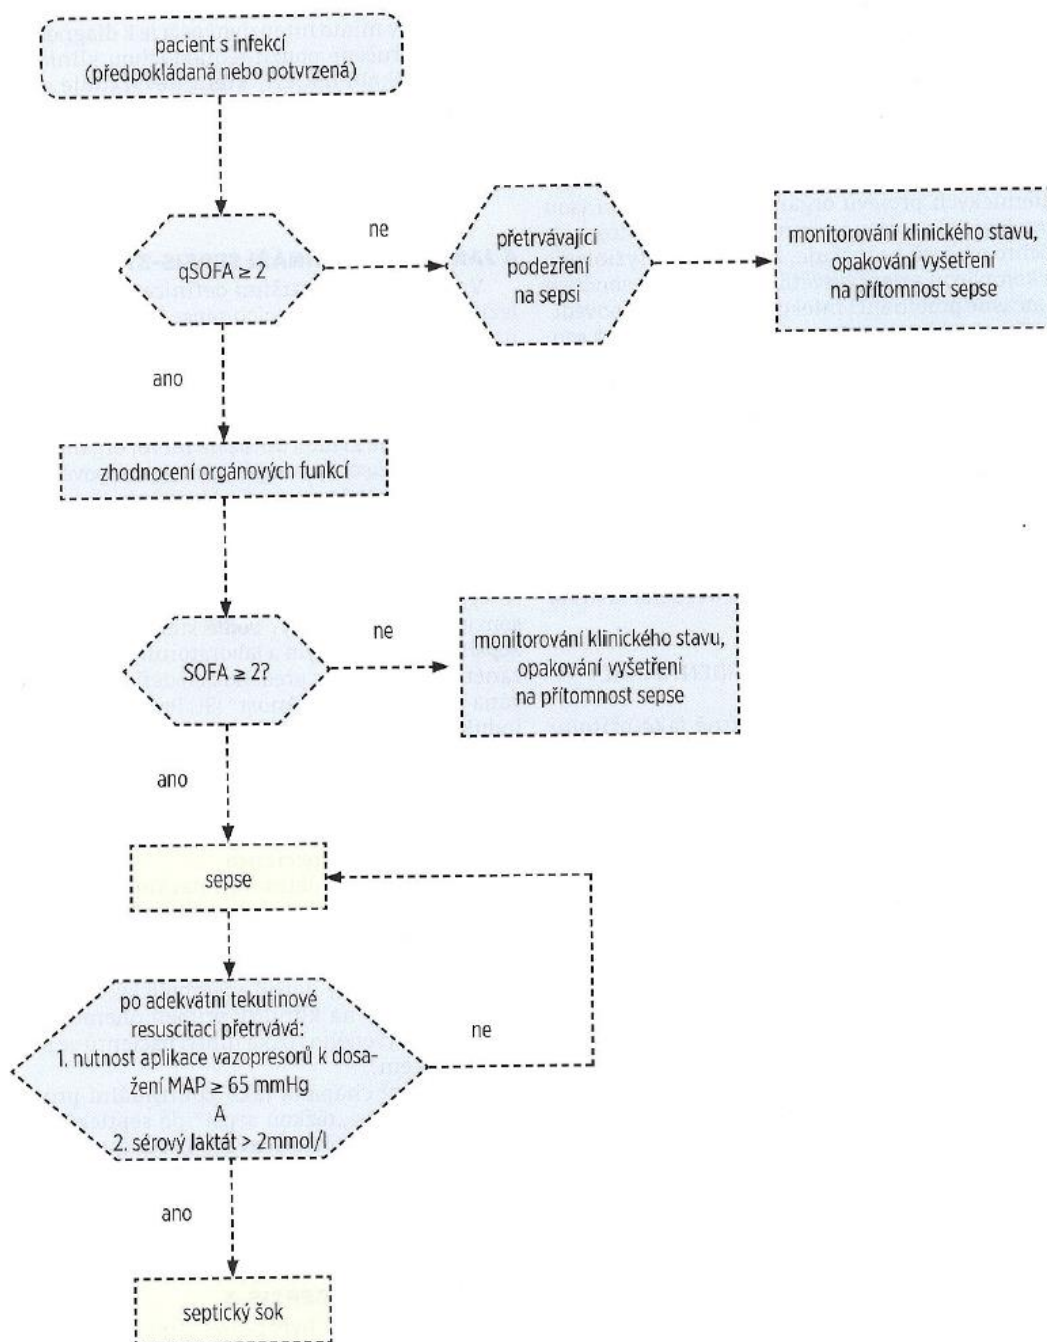 pacient s infekcí
(předpokládaná nebo potvrzená)
qSOFA ≥ 2
ne
přetrvávající
podezření
na sepsi
monitorování klinického stavu,
opakování vyšetření
na přítomnost sepse
ano
zhodnocení orgánových funkcí
SOFA ≥ 2?
ne
monitorování klinického stavu,
opakování vyšetření
na přítomnost sepse
ano
sepse
po adekvátní tekutinové
resuscitaci přetrvává:
1. nutnost aplikace vazopresorů k dosa-
žení MAP ≥ 65 mmHg
A
2. sérový laktát > 2mmol/l
ne
ano
septický šok